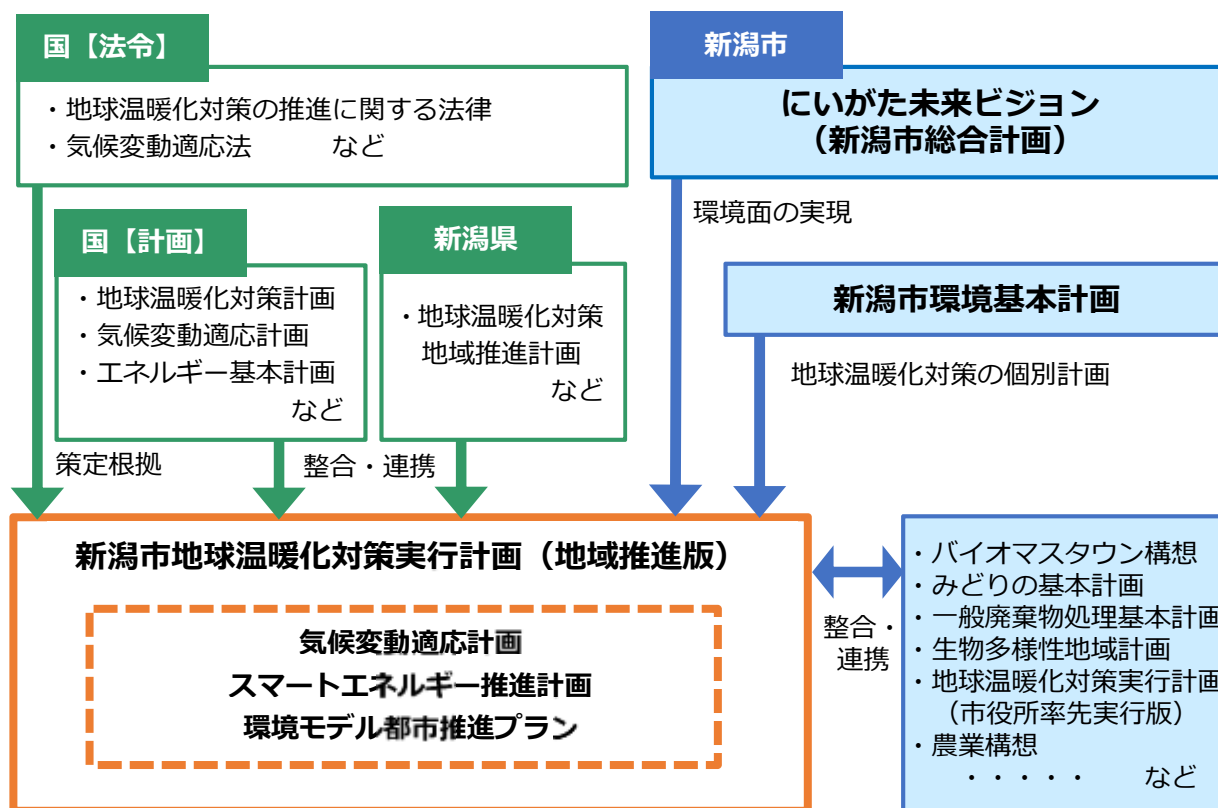 国【法令】
・地球温暖化対策の推進に関する法律
・気候変動適応法　　　など
新潟市
にいがた未来ビジョン
（新潟市総合計画）
環境面の実現
国【計画】
・地球温暖化対策計画
・気候変動適応計画
・エネルギー基本計画
など
新潟県
・地球温暖化対策
地域推進計画
など
新潟市環境基本計画
地球温暖化対策の個別計画
策定根拠
整合・連携
新潟市地球温暖化対策実行計画（地域推進版）
気候変動適応計画
スマートエネルギー推進計画
環境モデル都市推進プラン
整合・
連携
・バイオマスタウン構想
・みどりの基本計画
・一般廃棄物処理基本計画
・生物多様性地域計画
・地球温暖化対策実行計画
（市役所率先実行版）
・農業構想
・・・・・　　など